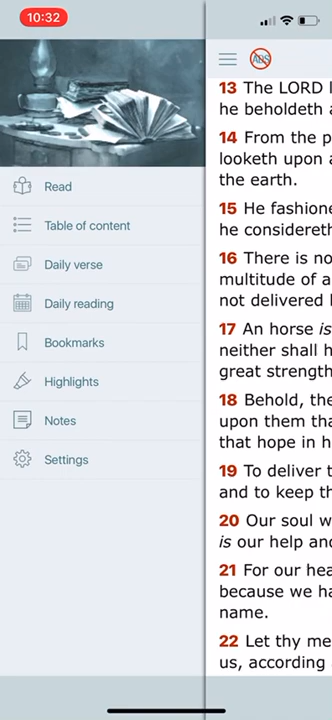 10:32
ADS
Read
Table of content
Daily verse
Daily reading
Bookmarks
Highlights
Notes
Settings
13 The LORD l
he beholdeth a
14 From the p
looketh upon a
the earth.
15 He fashione
he considereth
16 There is no
multitude of a
not delivered b
17 An horse is
neither shall h
great strength
18 Behold, the
upon them tha
that hope in h
19 To deliver t
and to keep th
20 Our soul w
is our help and
21 For our hea
because we ha
name.
22 Let thy me
us, according a